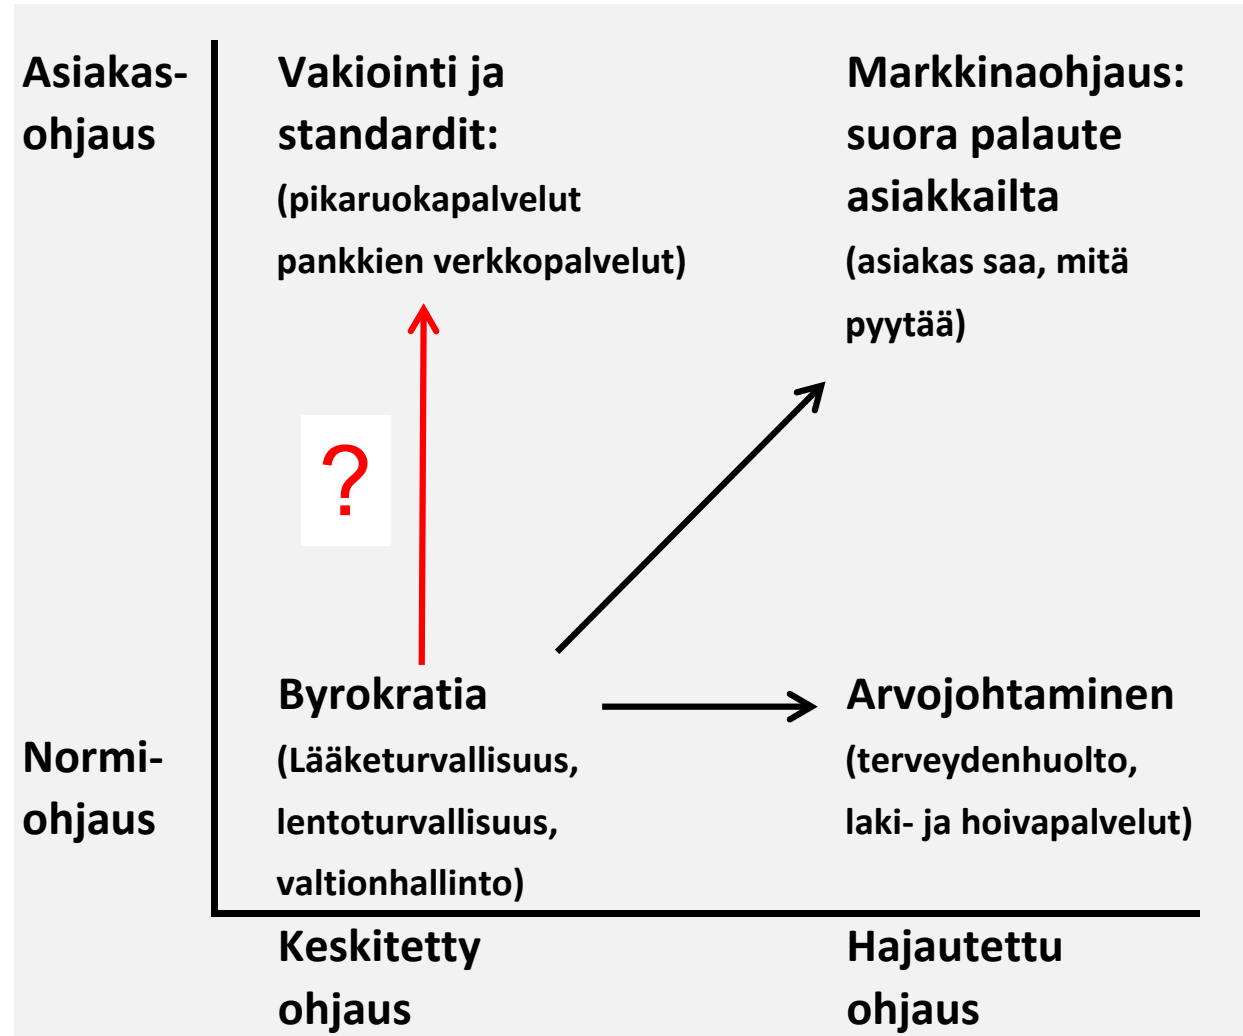 Asiakas-
ohjaus
Vakiointi ja
standardit:
(pikaruokapalvelut
pankkien verkkopalvelut)
Markkinaohjaus:
suora palaute
asiakkailta
(asiakas saa, mitä
pyytää)
?
Byrokratia
(Lääketurvallisuus,
lentoturvallisuus,
valtionhallinto)
Arvojohtaminen
(terveydenhuolto,
laki- ja hoivapalvelut)
Normi-
ohjaus
Keskitetty
ohjaus
Hajautettu
ohjaus